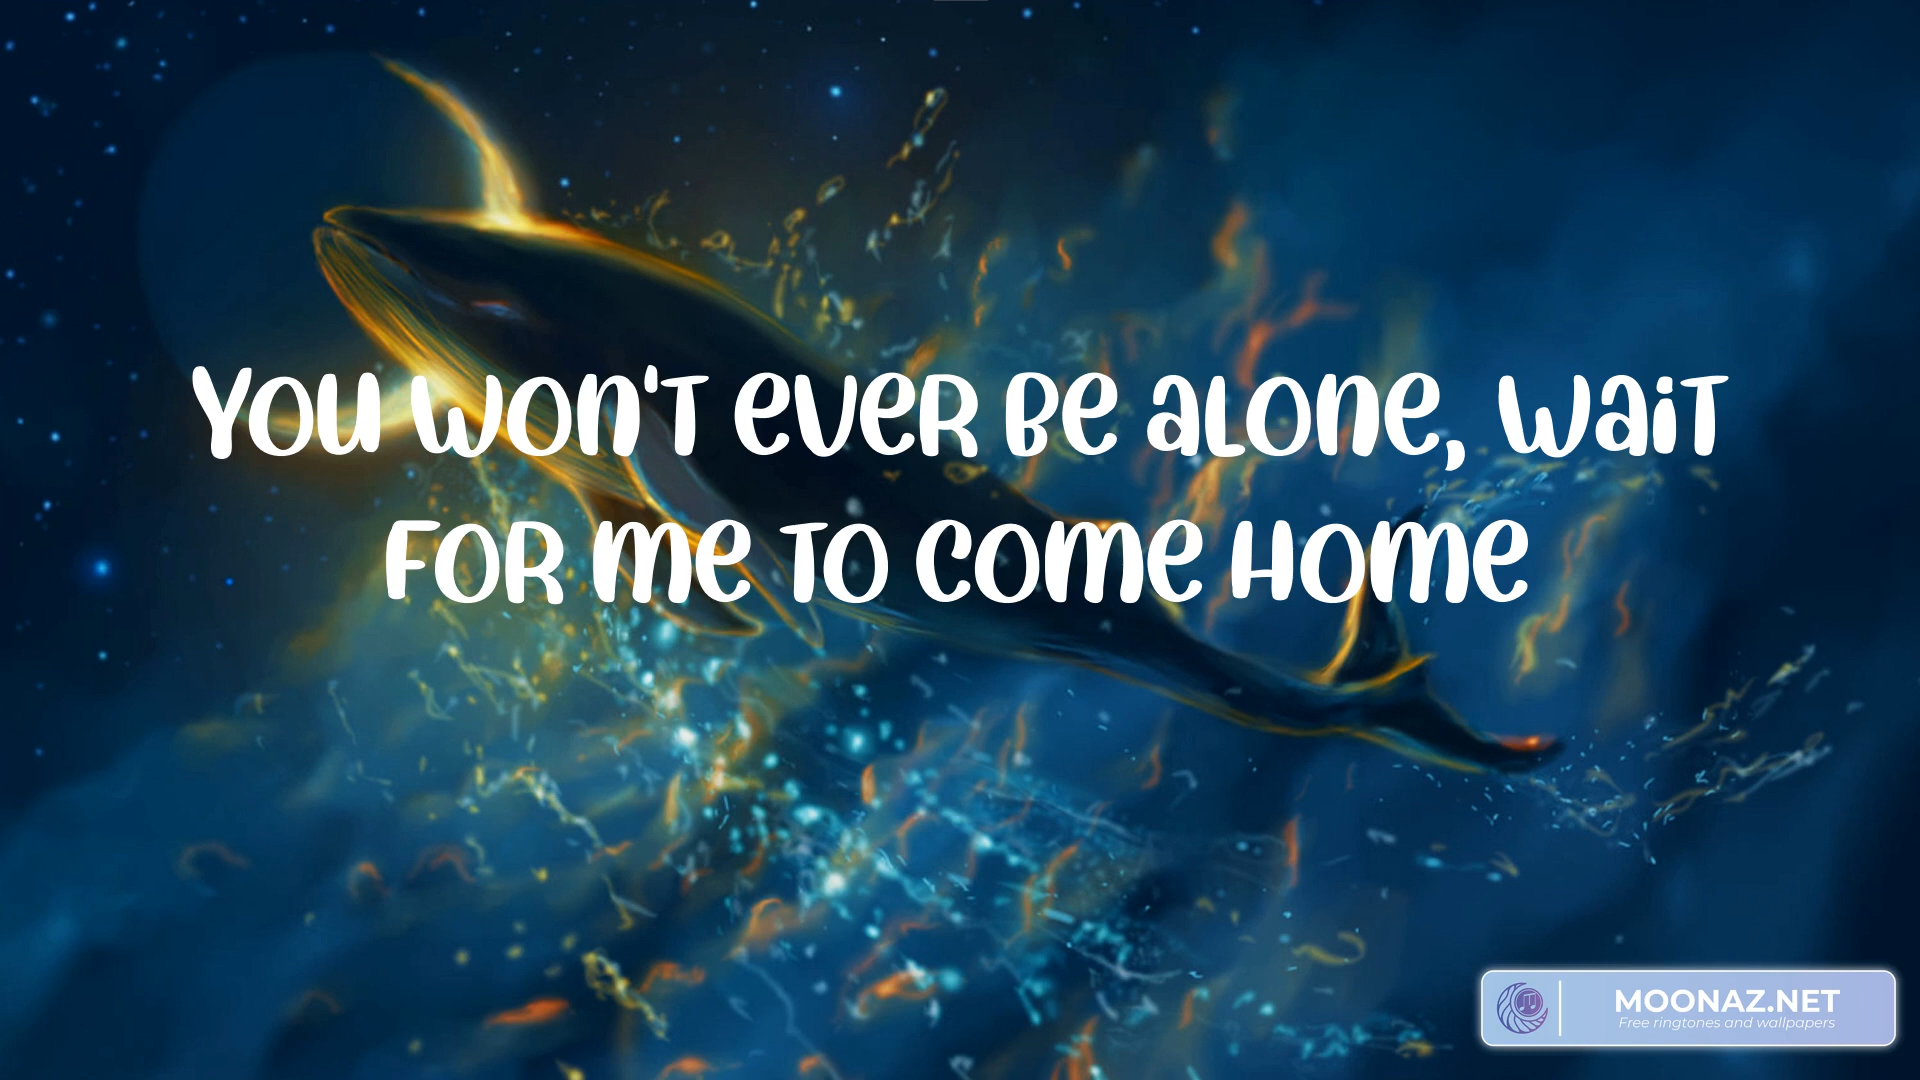 You won't ever be alone, wait
for me to come home
MOONAZ.NET
Free ringtones and wallpapers